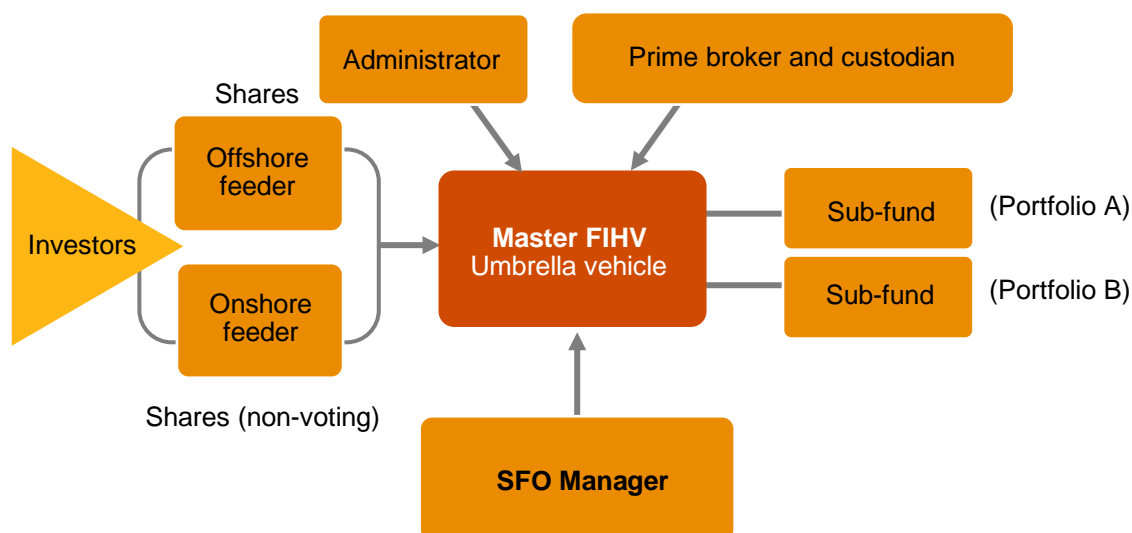 Administrator
Prime broker and custodian
Shares
Offshore
feeder
Investors
Onshore
feeder
Shares (non-voting)
Master FIHV
Umbrella vehicle
Sub-fund
(Portfolio A)
Sub-fund
(Portfolio B)
SFO Manager